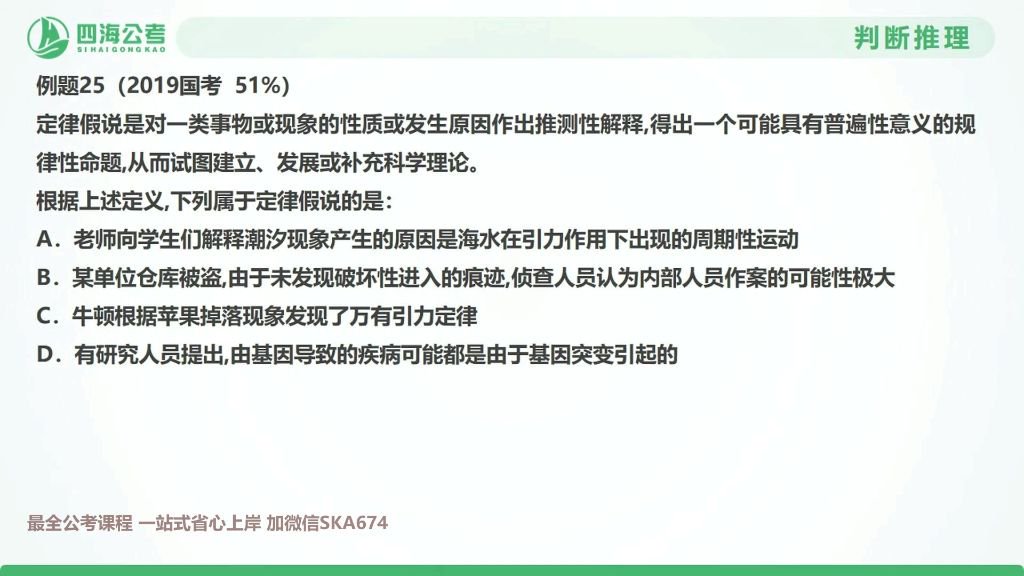 四海公考
SIHAIGONGKAO
判断推理
例题25（2019国考 51%）
定律假说是对一类事物或现象的性质或发生原因作出推测性解释,得出一个可能具有普遍性意义的规
律性命题,从而试图建立、发展或补充科学理论。
根据上述定义,下列属于定律假说的是：
A．老师向学生们解释潮汐现象产生的原因是海水在引力作用下出现的周期性运动
B．某单位仓库被盗,由于未发现破坏性进入的痕迹,侦查人员认为内部人员作案的可能性极大
C．牛顿根据苹果掉落现象发现了万有引力定律
D．有研究人员提出,由基因导致的疾病可能都是由于基因突变引起的
最全公考课程 一站式省心上岸 加微信SKA674